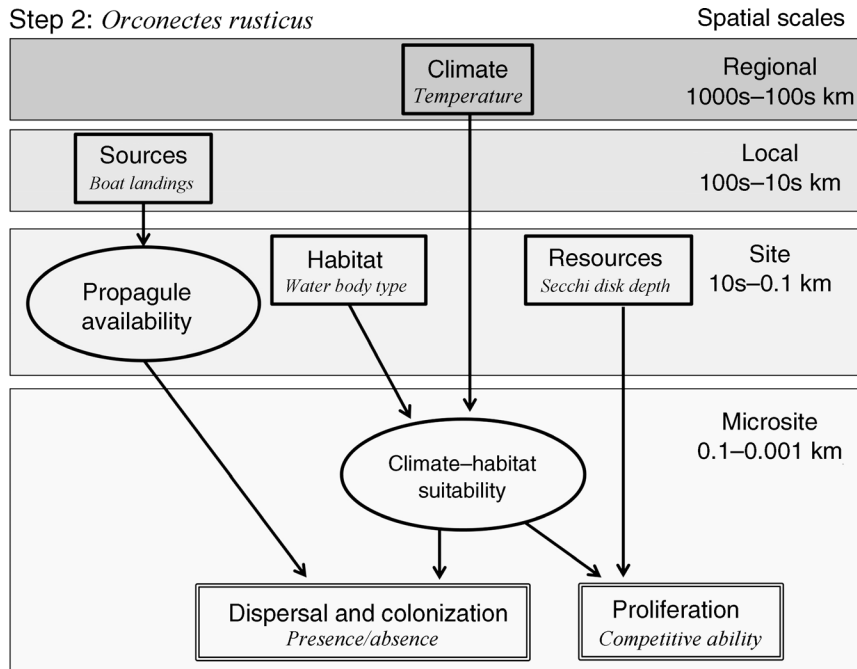 Step 2: Orconectes rusticus
Spatial scales
Climate
Temperature
Regional
1000s–100s km
Sources
Boat landings
Local
100s–10s km
Propagule
availability
Habitat
Water body type
Resources
Secchi disk depth
Site
10s–0.1 km
Microsite
0.1–0.001 km
Climate–habitat
suitability
Dispersal and colonization
Presence/absence
Proliferation
Competitive ability